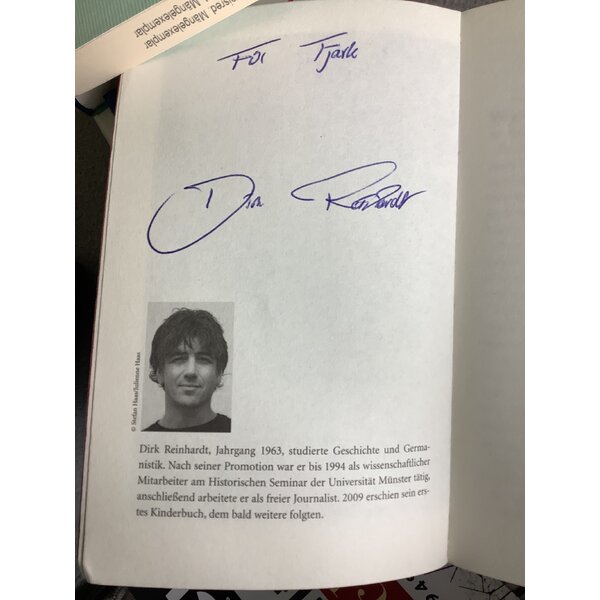 Mängelexemplar
Mängelexemplar
Für Tjark
Dirk Reinhardt
© Stefan Haas/Julienne Haas
Dirk Reinhardt, Jahrgang 1963, studierte Geschichte und Germa-
nistik. Nach seiner Promotion war er bis 1994 als wissenschaftlicher
Mitarbeiter am Historischen Seminar der Universität Münster tätig,
anschließend arbeitete er als freier Journalist. 2009 erschien sein ers-
tes Kinderbuch, dem bald weitere folgten.